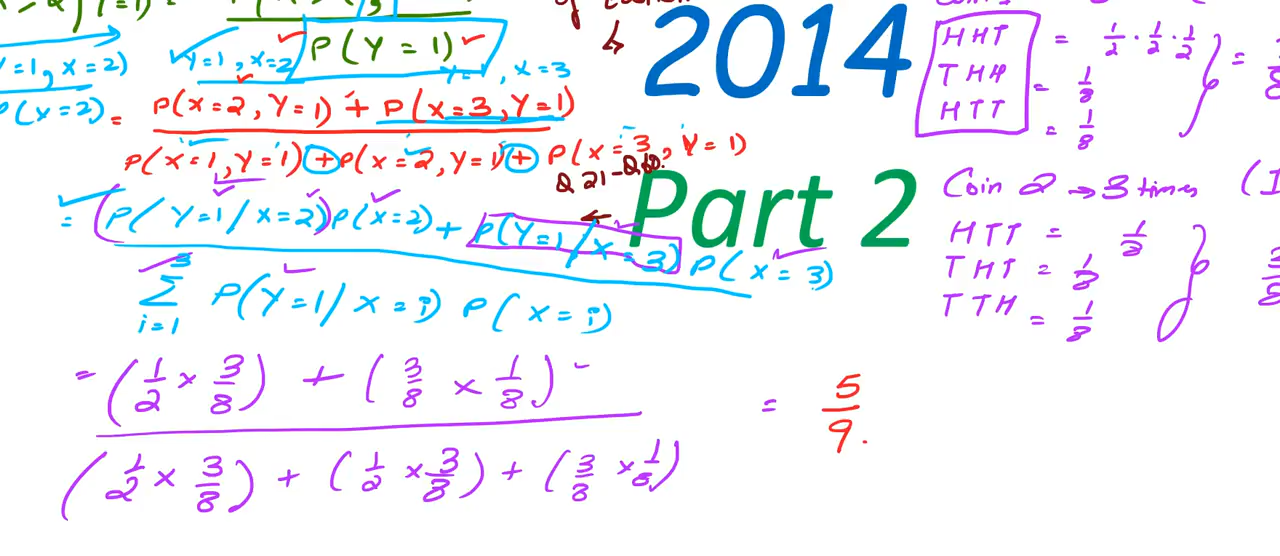 P(Y = 1)
Y=1, X=2)
Y=1, X=2
, X=3
P(X=2)
= P(X=2, Y=1) + P(X=3, Y=1)
P(X=1, Y=1) + P(X=2, Y=1) + P(X=3, Y=1)
= (P(Y=1/X=2)) P(X=2) + P(Y=1/X=3) P(X=3)
3
Σ P(Y=1/X=i) P(X=i)
i=1
= (1/2 × 3/8) + (3/8 × 1/8)
(1/2 × 3/8) + (1/2 × 3/8) + (3/8 × 1/8)
= 5/9.
2014
Part 2
HHT = 1/2 · 1/2 · 1/2
THH = 1/8
HTT = 1/8
Coin 2 → 3 times
HTT = 1/8
THT = 1/8
TTH = 1/8